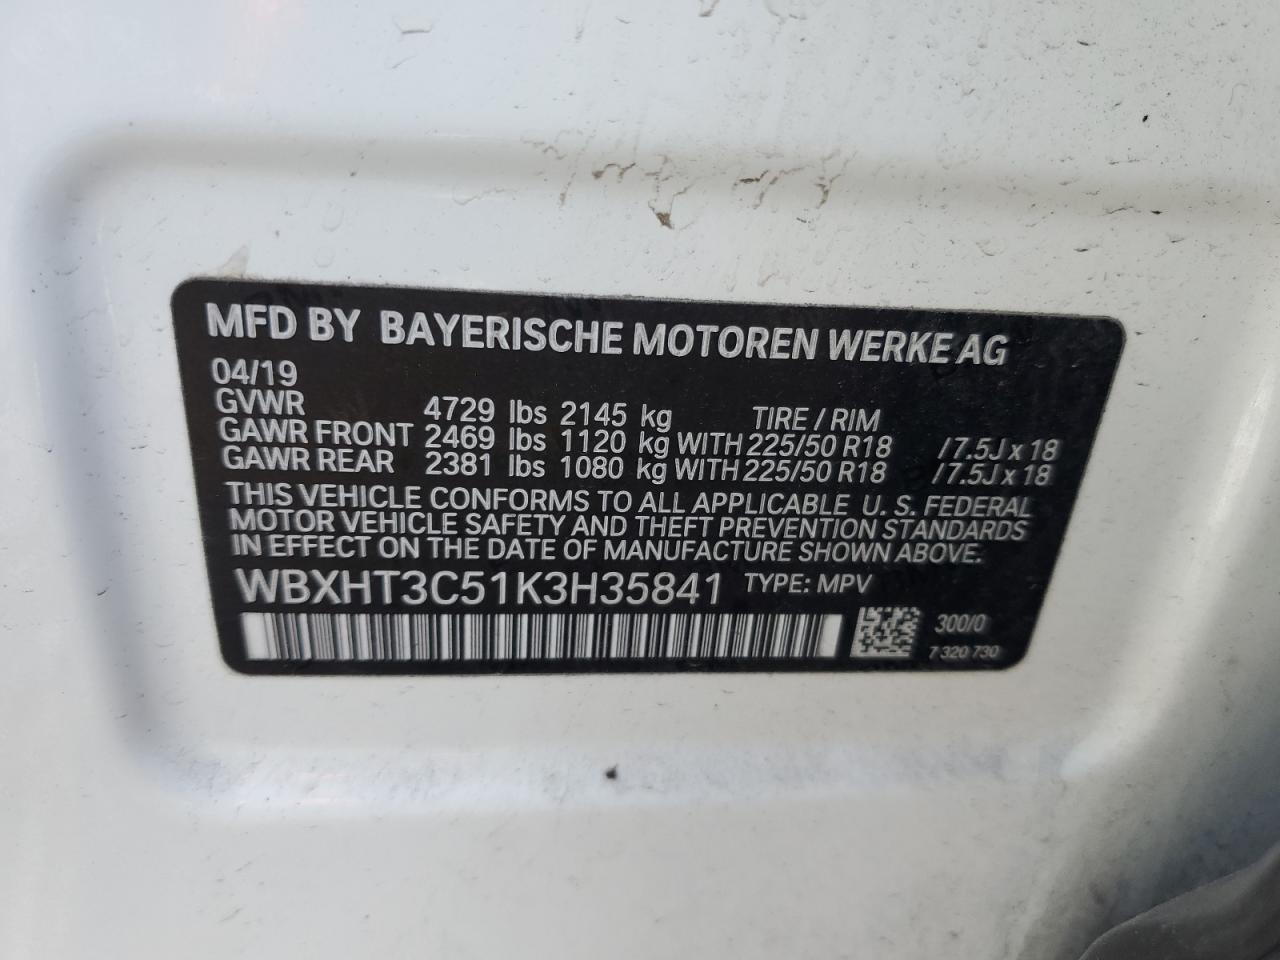 MFD BY BAYERISCHE MOTOREN WERKE AG
04/19
GVWR 4729 lbs 2145 kg TIRE / RIM
GAWR FRONT 2469 lbs 1120 kg WITH 225/50 R18 /7.5J x 18
GAWR REAR 2381 lbs 1080 kg WITH 225/50 R18 /7.5J x 18
THIS VEHICLE CONFORMS TO ALL APPLICABLE U. S. FEDERAL
MOTOR VEHICLE SAFETY AND THEFT PREVENTION STANDARDS
IN EFFECT ON THE DATE OF MANUFACTURE SHOWN ABOVE.
WBXHT3C51K3H35841 TYPE: MPV
300/0
7 320 730